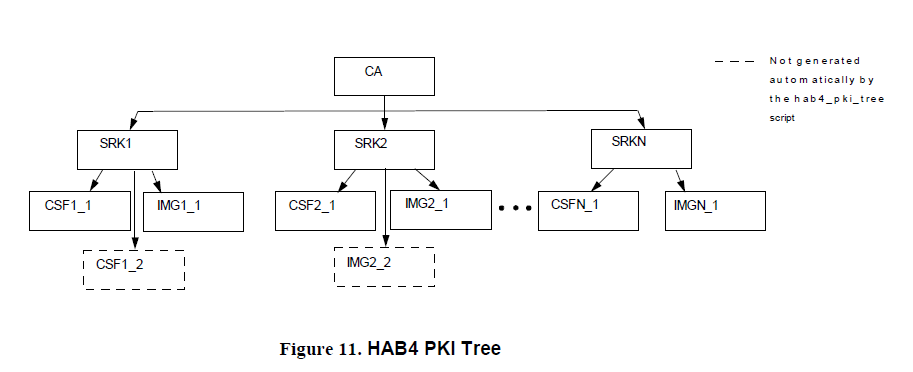 CA
Not generated
automatically by
the hab4_pki_tree
script
SRK1
SRK2
SRKN
CSF1_1
IMG1_1
CSF2_1
IMG2_1
CSFN_1
IMGN_1
CSF1_2
IMG2_2
Figure 11. HAB4 PKI Tree